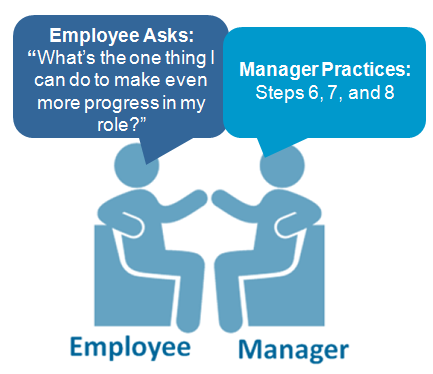 Employee Asks:
“What’s the one thing I
can do to make even
more progress in my
role?”
Manager Practices:
Steps 6, 7, and 8
Employee
Manager